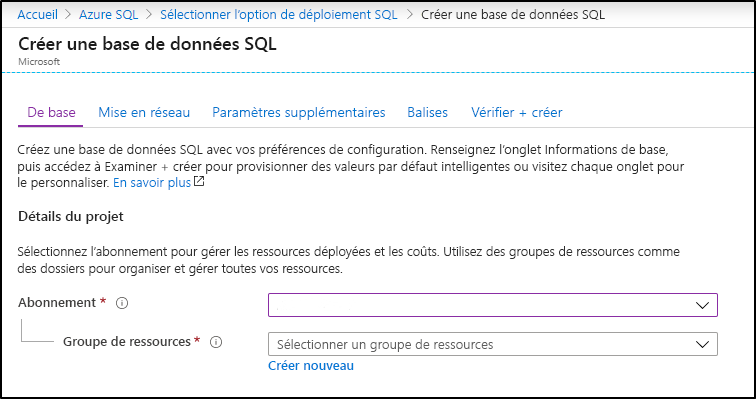 Accueil > Azure SQL > Sélectionner l'option de déploiement SQL > Créer une base de données SQL
Créer une base de données SQL
Microsoft
De base Mise en réseau Paramètres supplémentaires Balises Vérifier + créer
Créez une base de données SQL avec vos préférences de configuration. Renseignez l'onglet Informations de base,
puis accédez à Examiner + créer pour provisionner des valeurs par défaut intelligentes ou visitez chaque onglet pour
le personnaliser. En savoir plus
Détails du projet
Sélectionnez l'abonnement pour gérer les ressources déployées et les coûts. Utilisez des groupes de ressources comme
des dossiers pour organiser et gérer toutes vos ressources.
Abonnement *
Groupe de ressources * Sélectionner un groupe de ressources
Créer nouveau